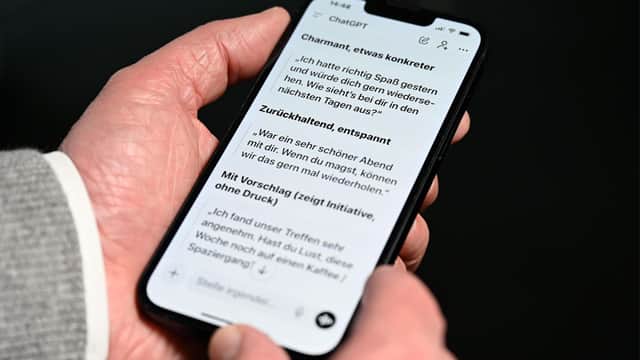 14:46
ChatGPT
Charmant, etwas konkreter
„Ich hatte richtig Spaß gestern
und würde dich gern wiederse-
hen. Wie sieht's bei dir in den
nächsten Tagen aus?“
Zurückhaltend, entspannt
„War ein sehr schöner Abend
mit dir. Wenn du magst, können
wir das gern mal wiederholen.“
Mit Vorschlag (zeigt Initiative,
ohne Druck)
„Ich fand unser Treffen sehr
angenehm. Hast du Lust, diese
Woche noch auf einen Kaffee /
Spaziergang
Stelle irgendei...